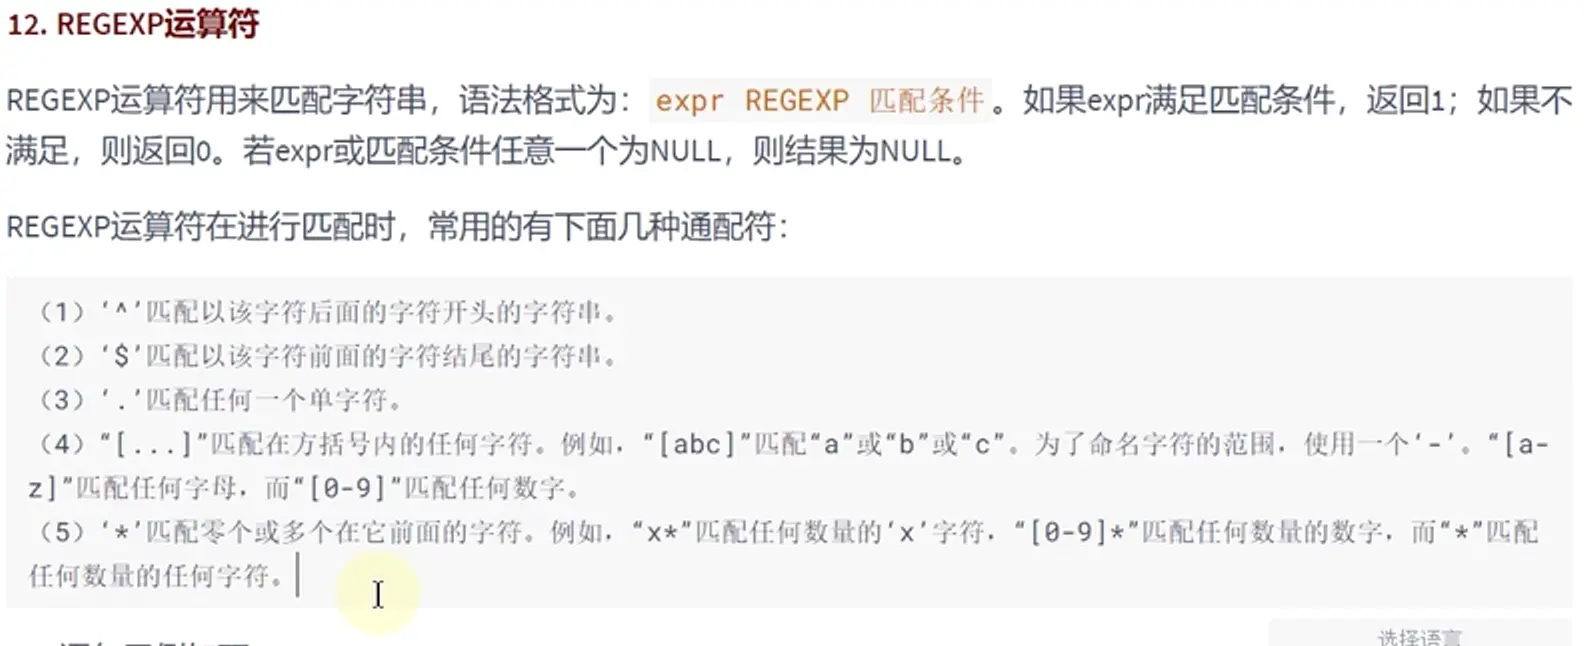 12. REGEXP运算符
REGEXP运算符用来匹配字符串，语法格式为： expr REGEXP 匹配条件 。如果expr满足匹配条件，返回1；如果不
满足，则返回0。若expr或匹配条件任意一个为NULL，则结果为NULL。
REGEXP运算符在进行匹配时，常用的有下面几种通配符：
（1）‘^’匹配以该字符后面的字符开头的字符串。
（2）‘$’匹配以该字符前面的字符结尾的字符串。
（3）‘.’匹配任何一个单字符。
（4）“[...]”匹配在方括号内的任何字符。例如，“[abc]”匹配“a”或“b”或“c”。为了命名字符的范围，使用一个‘-’。“[a-
z]”匹配任何字母，而“[0-9]”匹配任何数字。
（5）‘*’匹配零个或多个在它前面的字符。例如，“x*”匹配任何数量的‘x’字符，“[0-9]*”匹配任何数量的数字，而“*”匹配
任何数量的任何字符。
选择语言